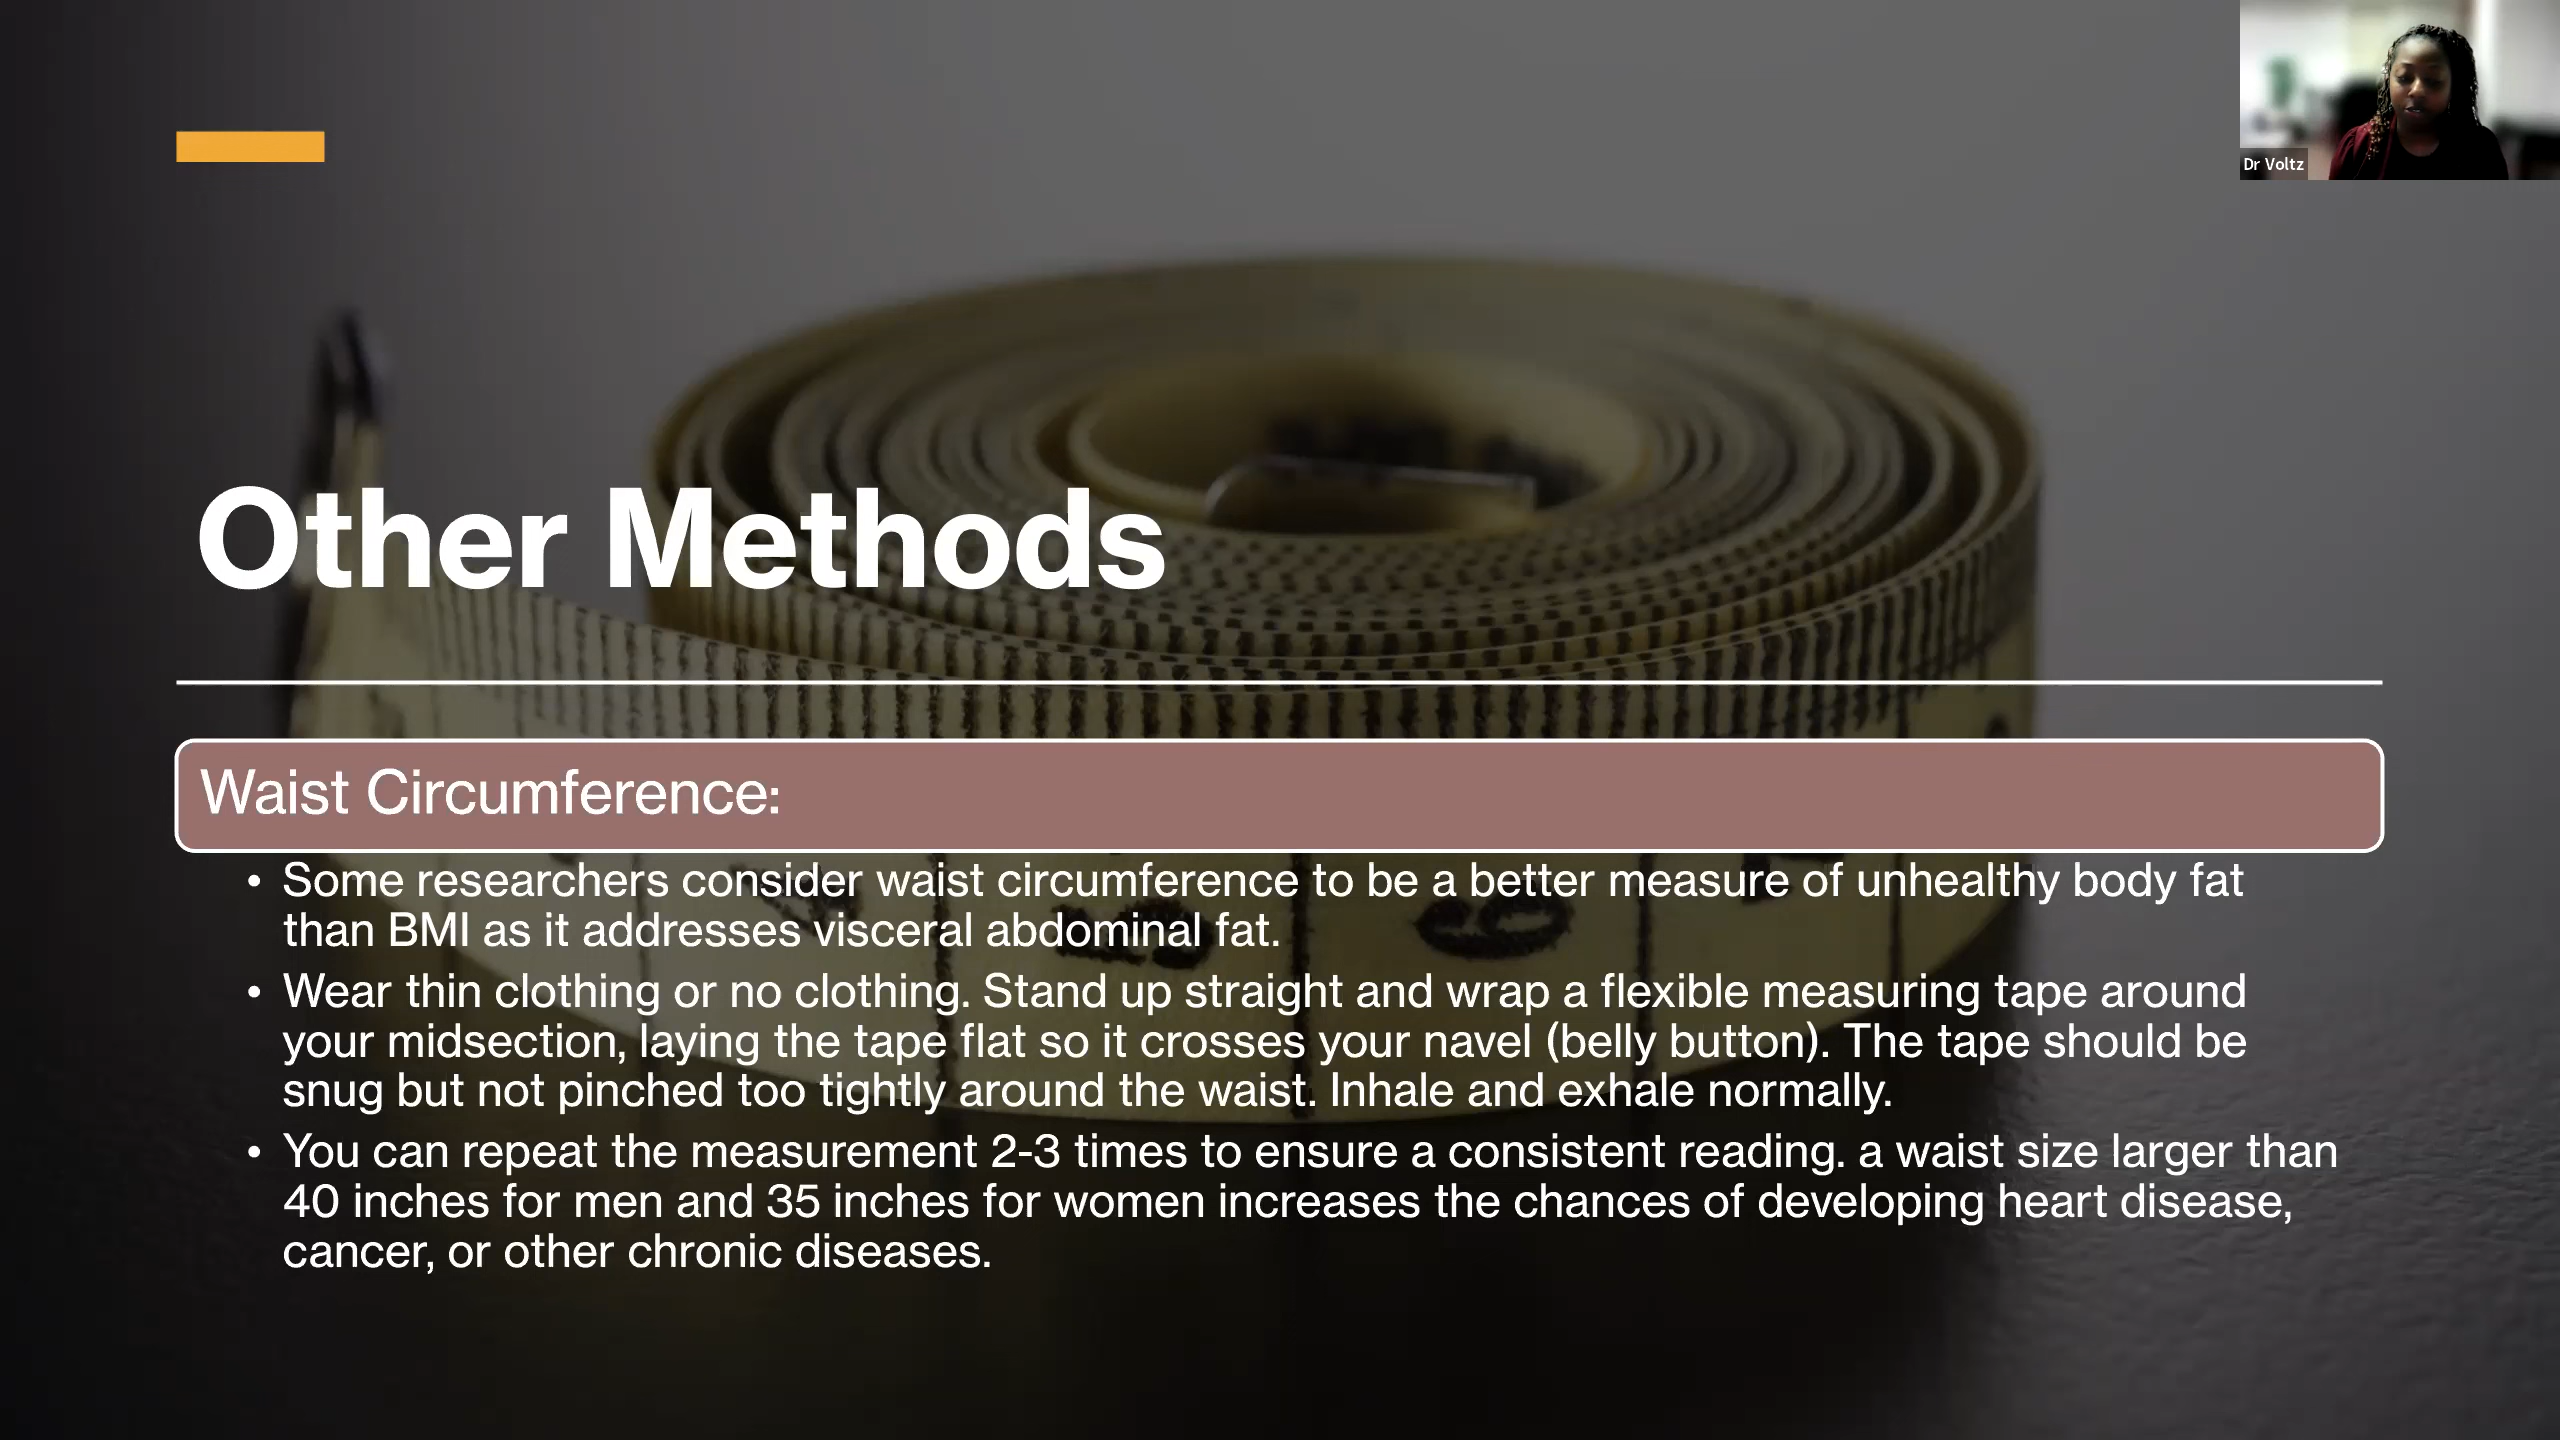 Dr Voltz
Other Methods
Waist Circumference:
• Some researchers consider waist circumference to be a better measure of unhealthy body fat
than BMI as it addresses visceral abdominal fat.
• Wear thin clothing or no clothing. Stand up straight and wrap a flexible measuring tape around
your midsection, laying the tape flat so it crosses your navel (belly button). The tape should be
snug but not pinched too tightly around the waist. Inhale and exhale normally.
• You can repeat the measurement 2-3 times to ensure a consistent reading. a waist size larger than
40 inches for men and 35 inches for women increases the chances of developing heart disease,
cancer, or other chronic diseases.